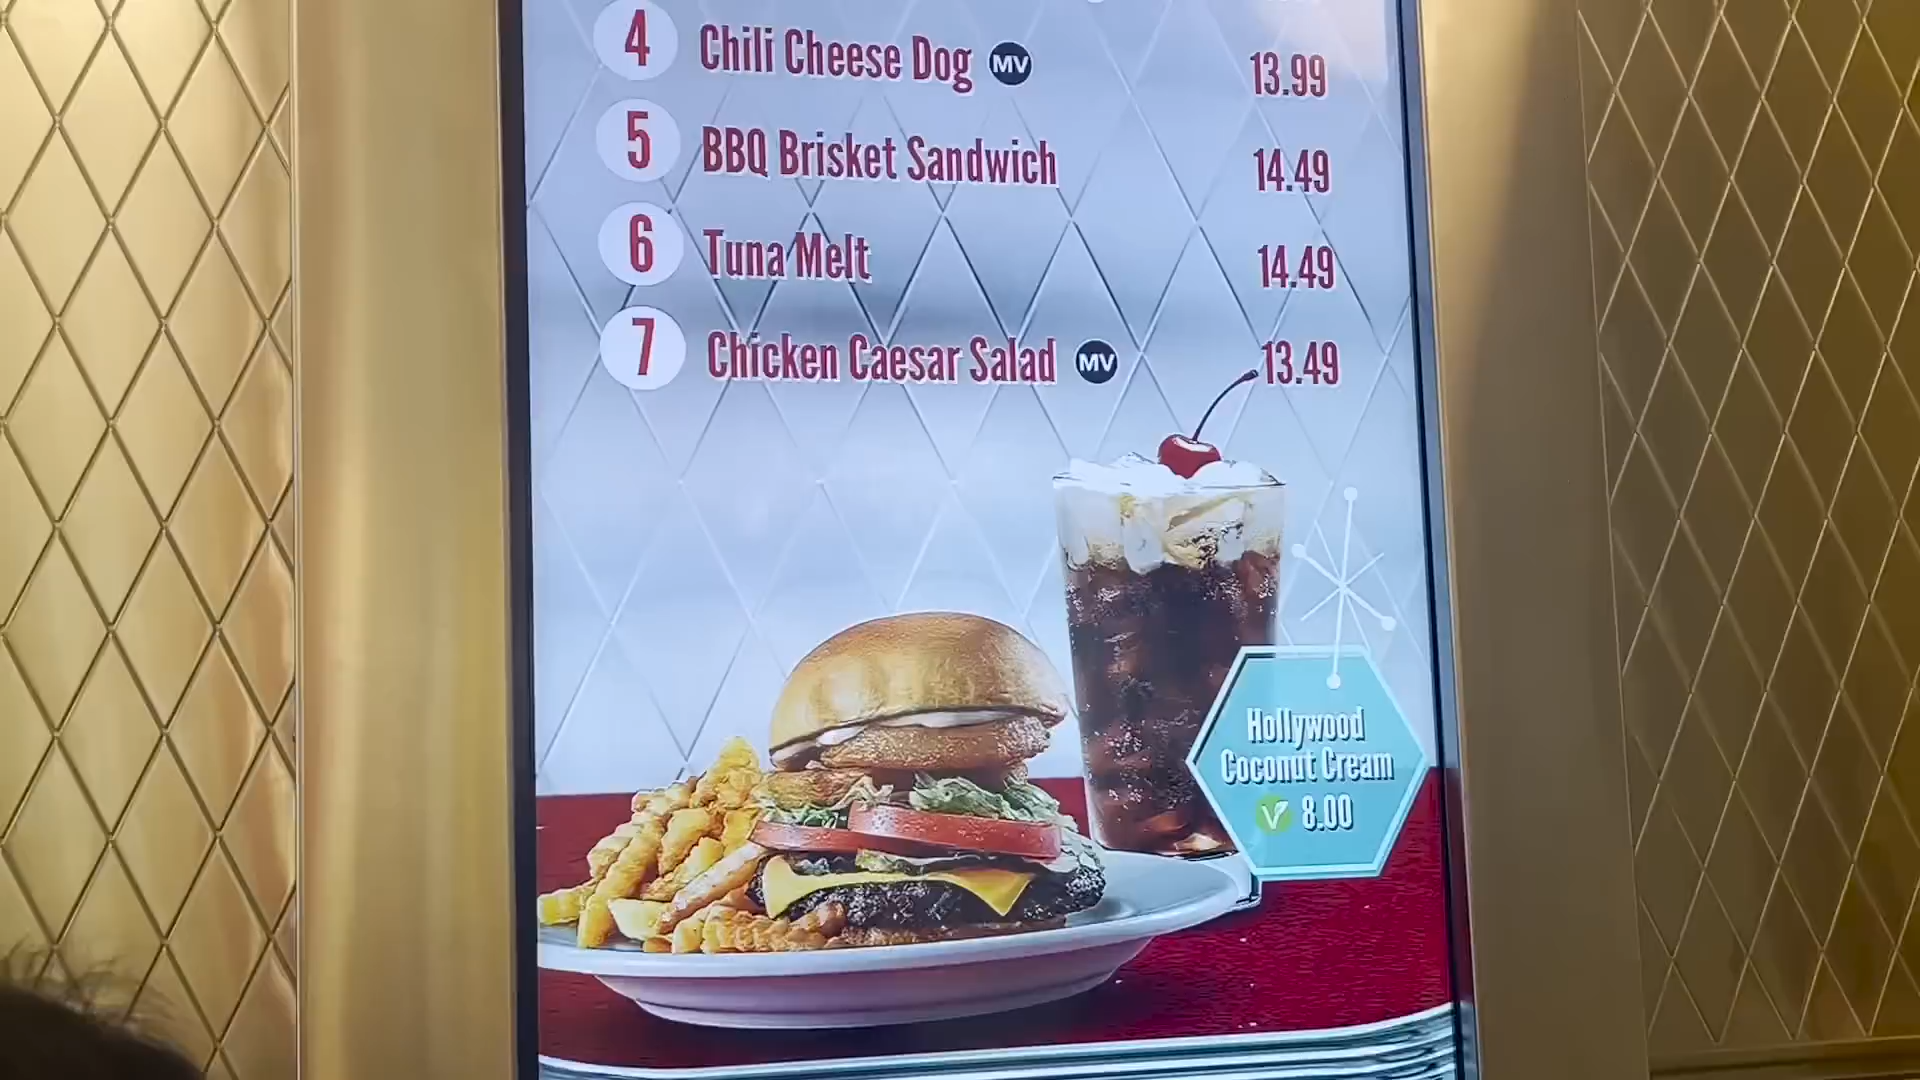 4 Chili Cheese Dog MV 13.99
5 BBQ Brisket Sandwich 14.49
6 Tuna Melt 14.49
7 Chicken Caesar Salad MV 13.49
Hollywood
Coconut Cream
V 8.00